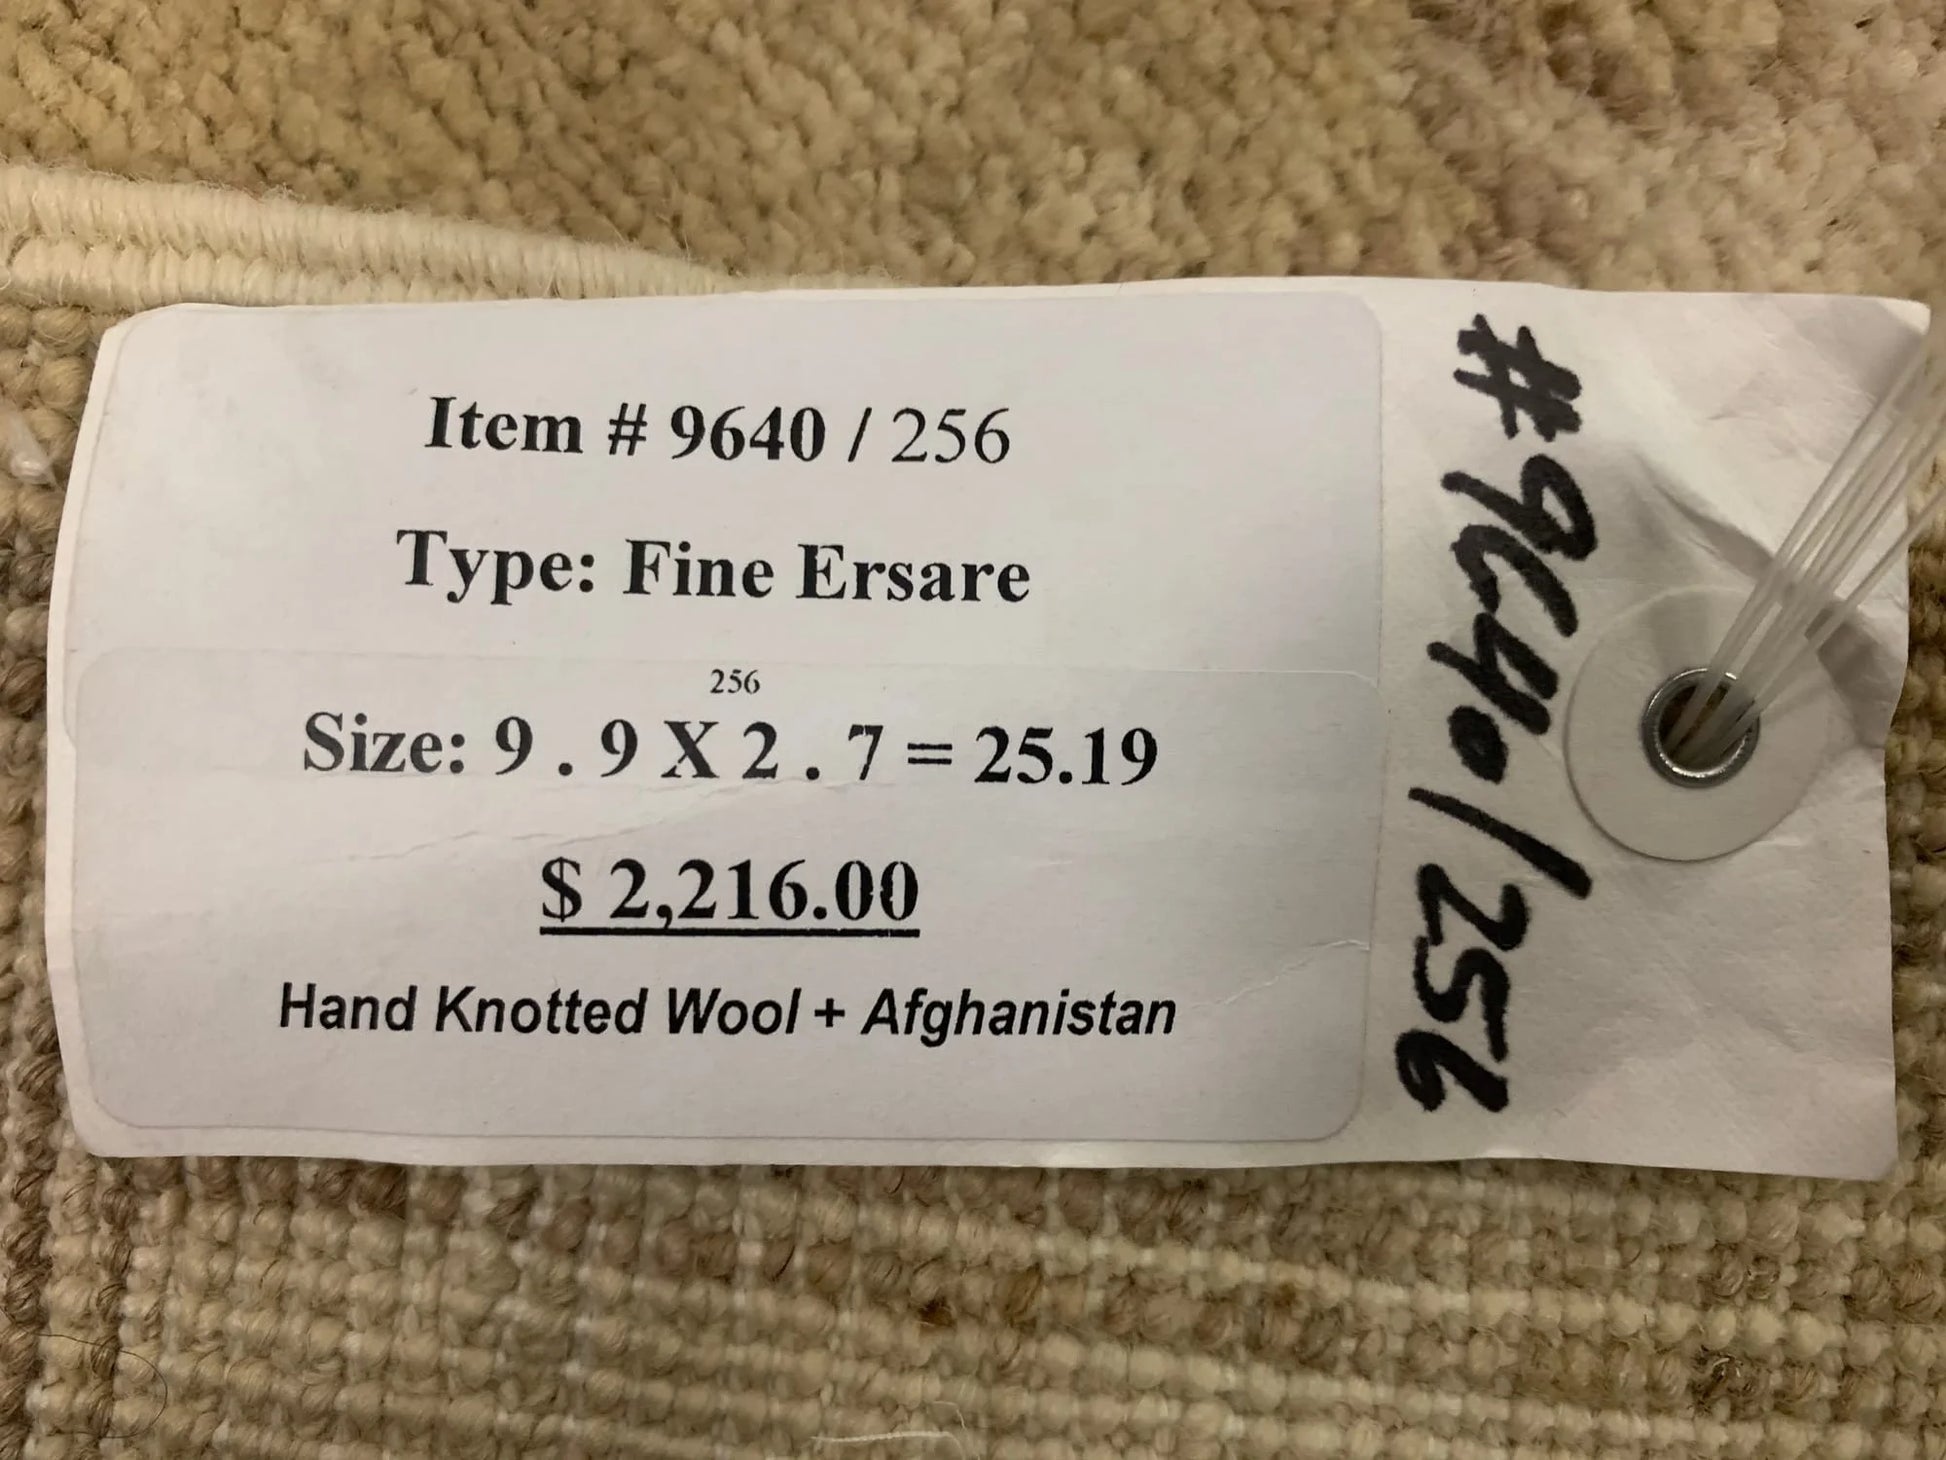 Item # 9640 / 256
Type: Fine Ersare
256
Size: 9 . 9 X 2 . 7 = 25.19
$ 2,216.00
Hand Knotted Wool + Afghanistan
#9640/256